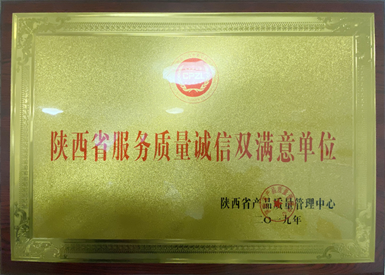 陕西省服务质量诚信双满意单位
陕西省产品质量管理中心
二〇一九年